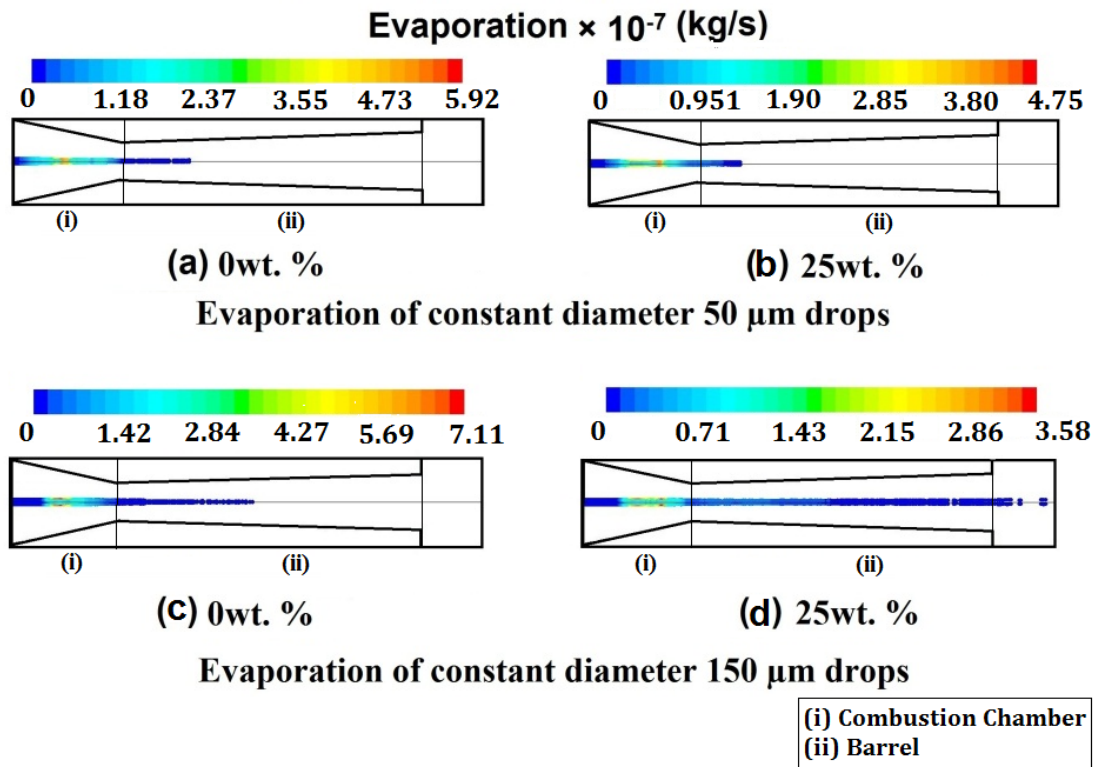 Evaporation × 10⁻⁷ (kg/s)
0 1.18 2.37 3.55 4.73 5.92
0 0.951 1.90 2.85 3.80 4.75
(i) (ii)
(i) (ii)
(a) 0wt. %
(b) 25wt. %
Evaporation of constant diameter 50 µm drops
0 1.42 2.84 4.27 5.69 7.11
0 0.71 1.43 2.15 2.86 3.58
(i) (ii)
(i) (ii)
(c) 0wt. %
(d) 25wt. %
Evaporation of constant diameter 150 µm drops
(i) Combustion Chamber
(ii) Barrel